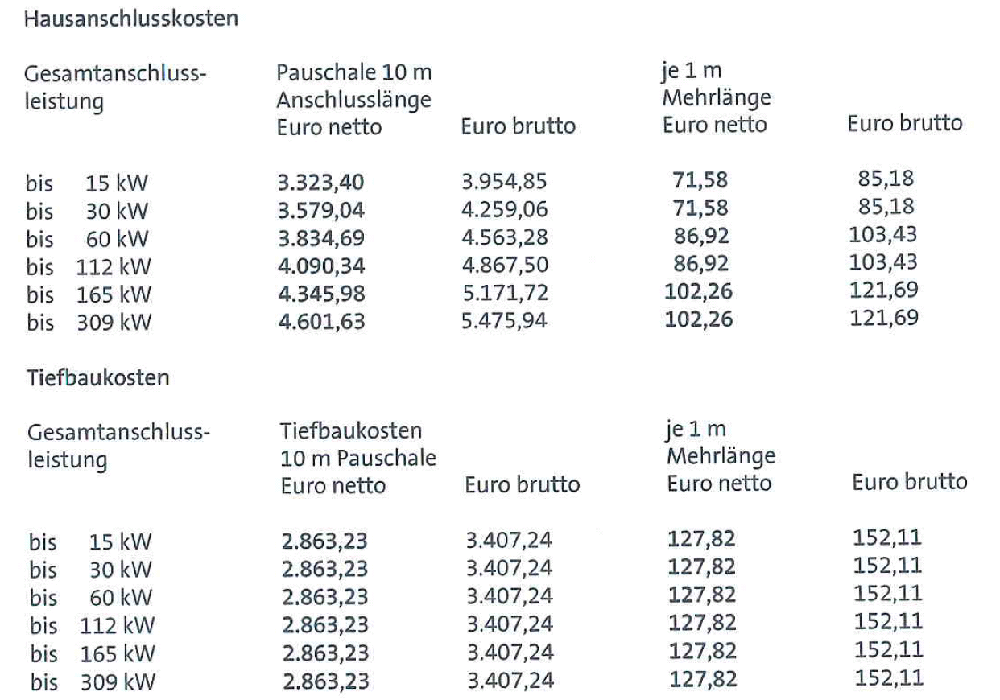 Hausanschlusskosten
Gesamtanschluss- Pauschale 10 m je 1 m
leistung Anschlusslänge Mehrlänge
Euro netto Euro brutto Euro netto Euro brutto
bis 15 kW 3.323,40 3.954,85 71,58 85,18
bis 30 kW 3.579,04 4.259,06 71,58 85,18
bis 60 kW 3.834,69 4.563,28 86,92 103,43
bis 112 kW 4.090,34 4.867,50 86,92 103,43
bis 165 kW 4.345,98 5.171,72 102,26 121,69
bis 309 kW 4.601,63 5.475,94 102,26 121,69
Tiefbaukosten
Gesamtanschluss- Tiefbaukosten je 1 m
leistung 10 m Pauschale Mehrlänge
Euro netto Euro brutto Euro netto Euro brutto
bis 15 kW 2.863,23 3.407,24 127,82 152,11
bis 30 kW 2.863,23 3.407,24 127,82 152,11
bis 60 kW 2.863,23 3.407,24 127,82 152,11
bis 112 kW 2.863,23 3.407,24 127,82 152,11
bis 165 kW 2.863,23 3.407,24 127,82 152,11
bis 309 kW 2.863,23 3.407,24 127,82 152,11